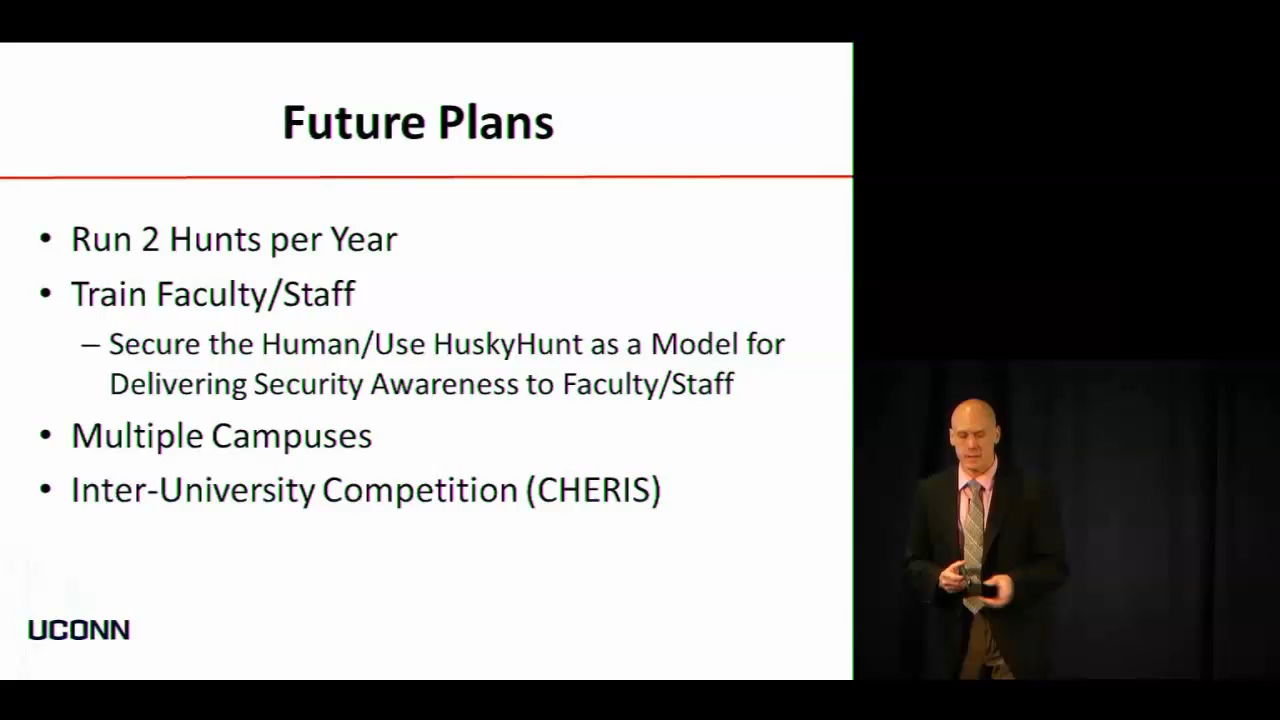 Future Plans
• Run 2 Hunts per Year
• Train Faculty/Staff
– Secure the Human/Use HuskyHunt as a Model for
Delivering Security Awareness to Faculty/Staff
• Multiple Campuses
• Inter-University Competition (CHERIS)
UCONN